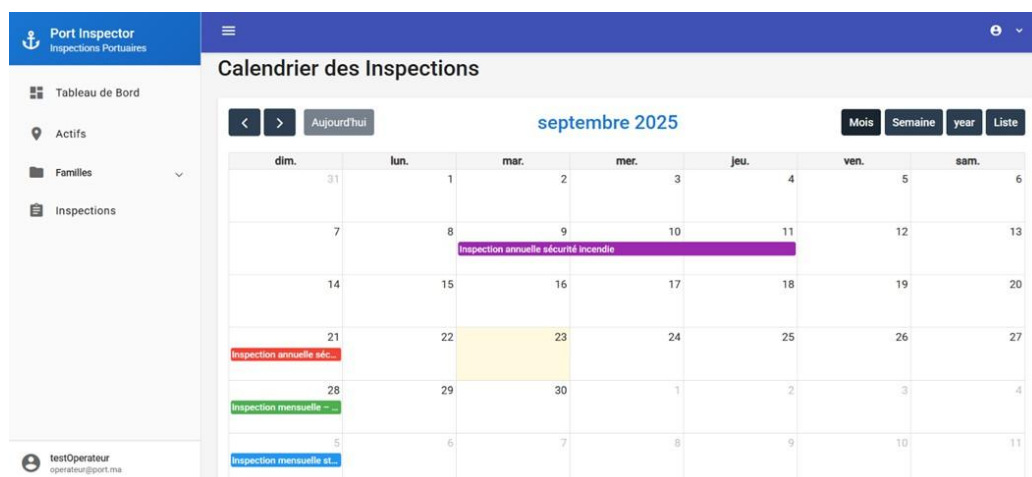 Port Inspector
Inspections Portuaires
Tableau de Bord
Actifs
Familles
Inspections
testOperateur
operateur@port.ma
Calendrier des Inspections
Aujourd'hui
septembre 2025
Mois Semaine year Liste
dim. lun. mar. mer. jeu. ven. sam.
31 1 2 3 4 5 6
7 8 9 10 11 12 13
Inspection annuelle sécurité incendie
14 15 16 17 18 19 20
21 22 23 24 25 26 27
Inspection annuelle séc...
28 29 30 1 2 3 4
Inspection mensuelle – ...
5 6 7 8 9 10 11
Inspection mensuelle st...